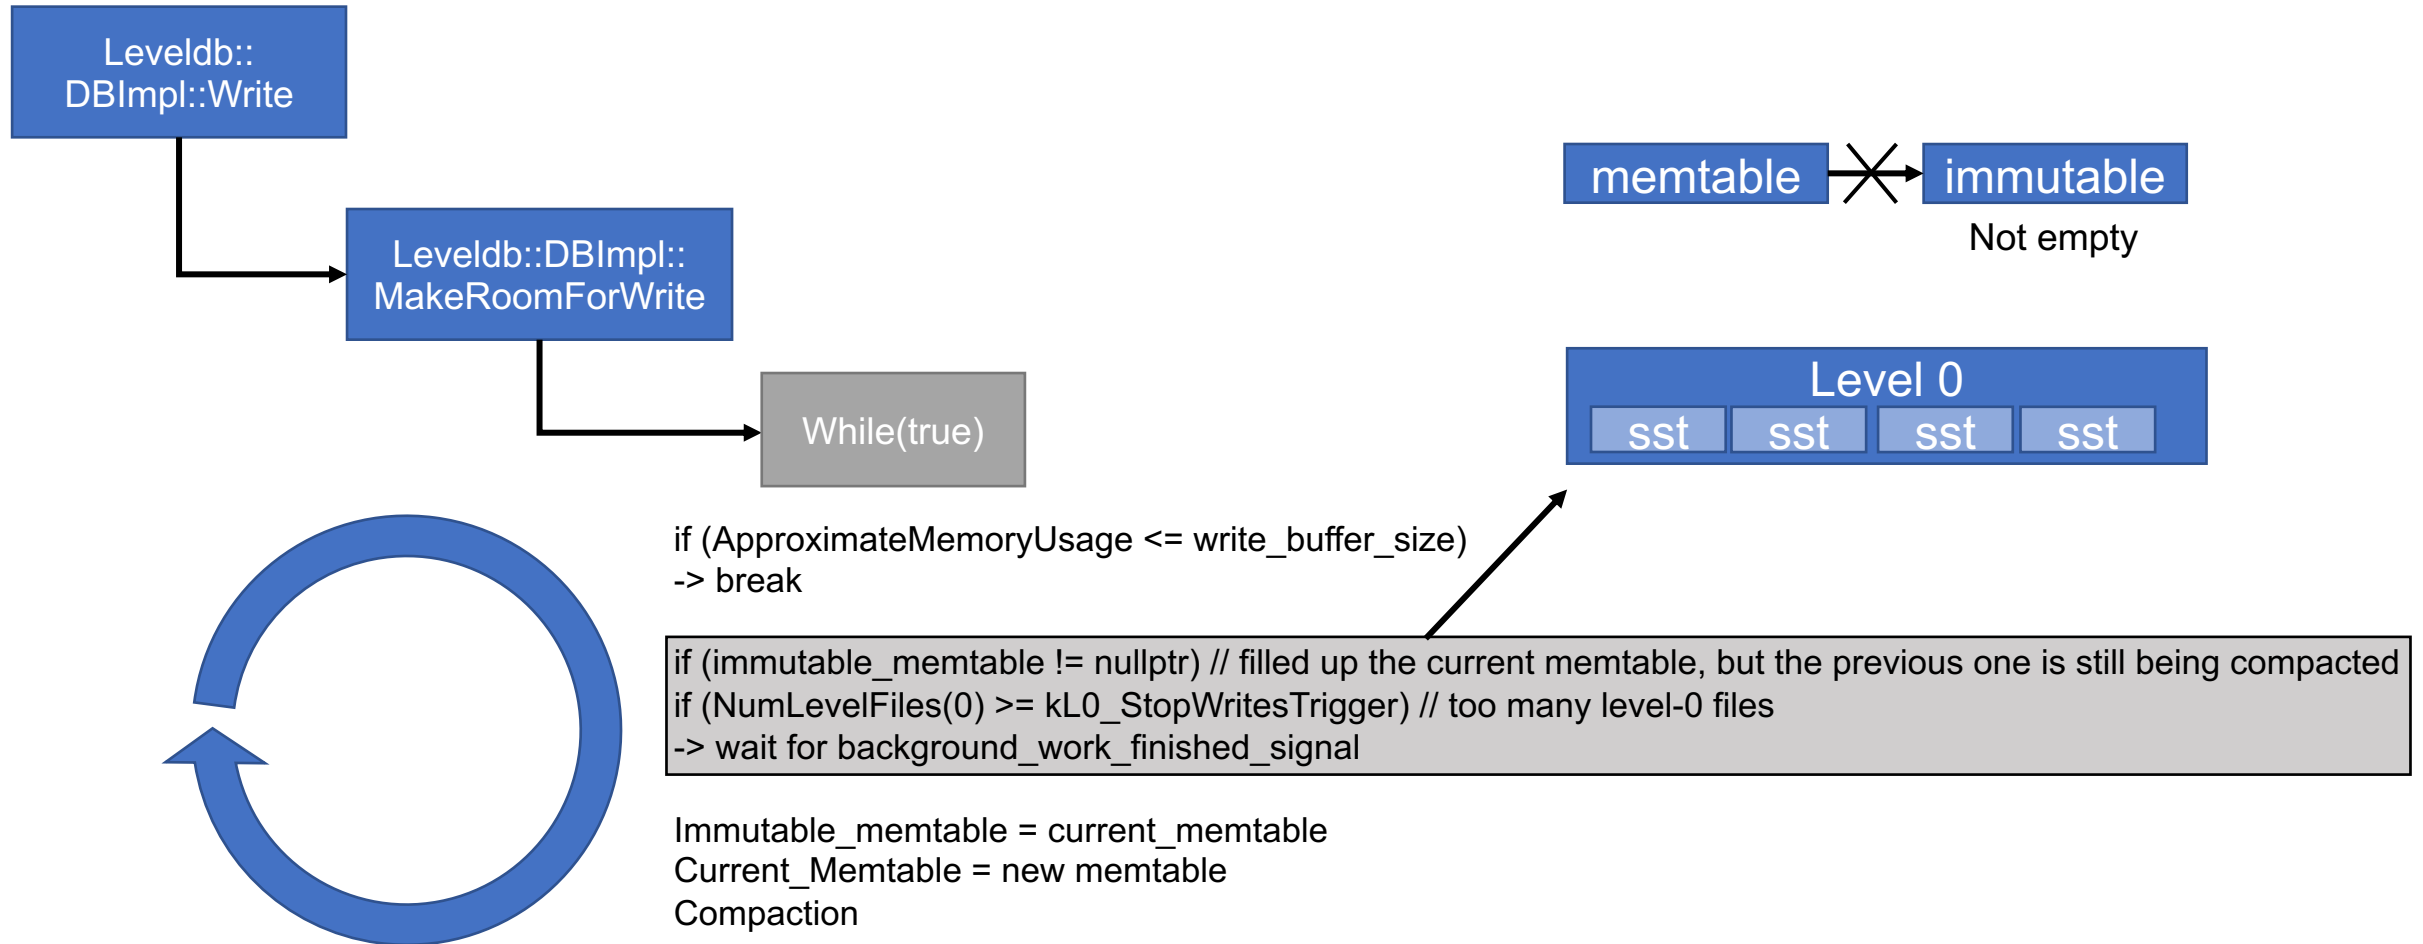 Leveldb::
DBImpl::Write
Leveldb::DBImpl::
MakeRoomForWrite
While(true)
memtable
immutable
Not empty
Level 0
sst
sst
sst
sst
if (ApproximateMemoryUsage <= write_buffer_size)
-> break
if (immutable_memtable != nullptr) // filled up the current memtable, but the previous one is still being compacted
if (NumLevelFiles(0) >= kL0_StopWritesTrigger) // too many level-0 files
-> wait for background_work_finished_signal
Immutable_memtable = current_memtable
Current_Memtable = new memtable
Compaction